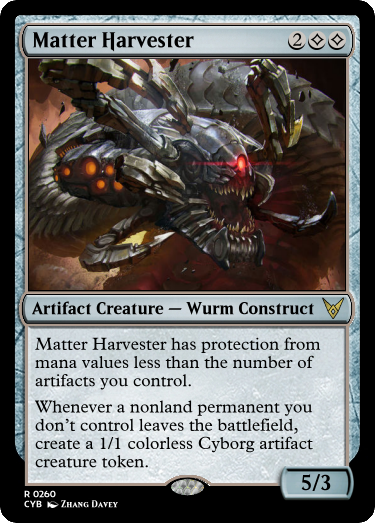 Matter Harvester 2
Artifact Creature — Wurm Construct
Matter Harvester has protection from
mana values less than the number of
artifacts you control.
Whenever a nonland permanent you
don't control leaves the battlefield,
create a 1/1 colorless Cyborg artifact
creature token.
5/3
R 0260
CYB Zhang Davey